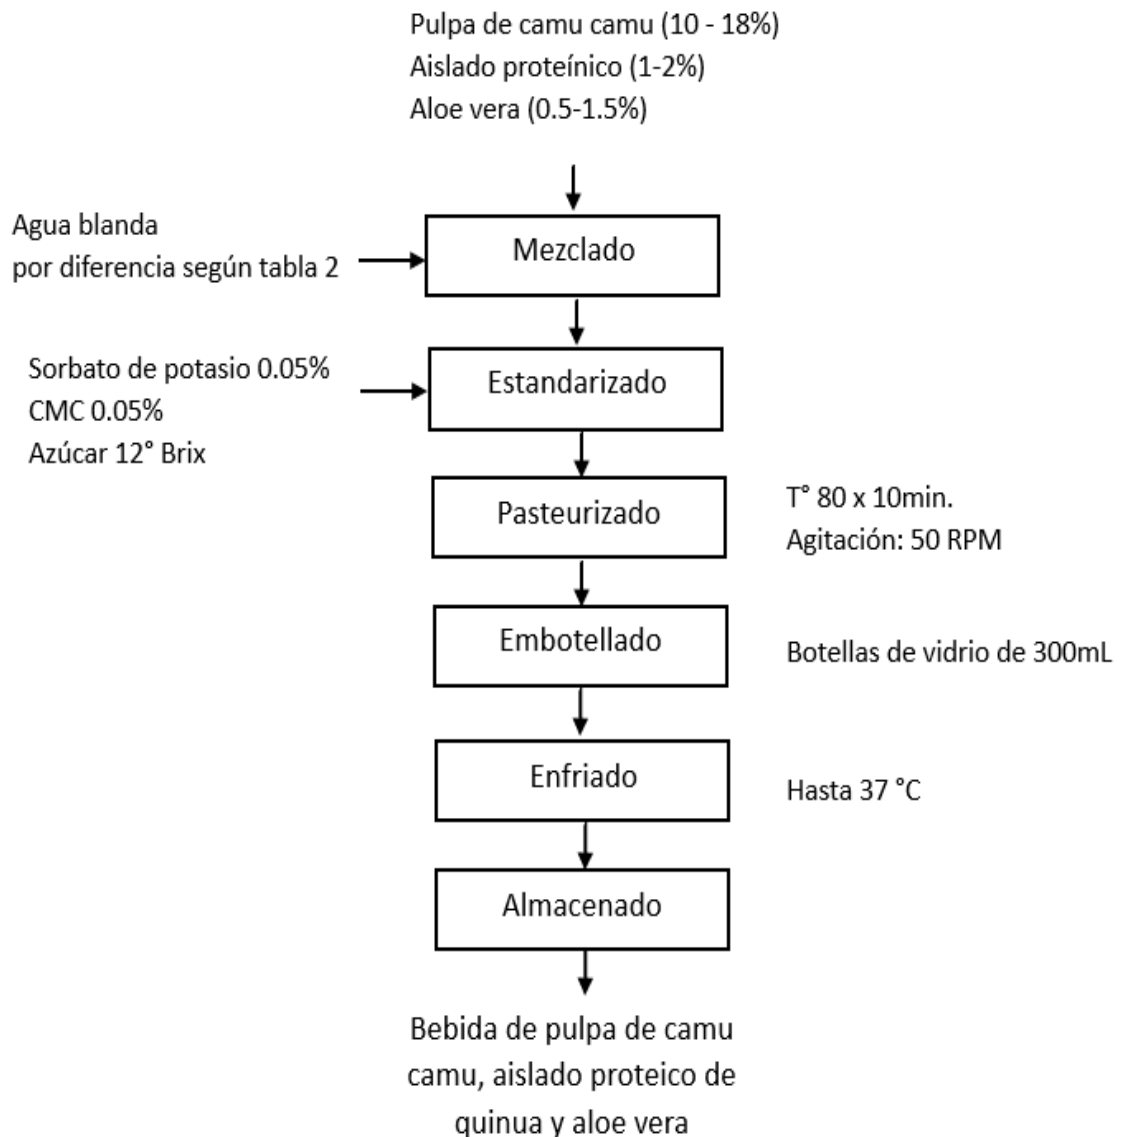 Pulpa de camu camu (10 - 18%)
Aislado proteínico (1-2%)
Aloe vera (0.5-1.5%)
Agua blanda
por diferencia según tabla 2
Mezclado
Sorbato de potasio 0.05%
CMC 0.05%
Azúcar 12° Brix
Estandarizado
Pasteurizado
T° 80 x 10min.
Agitación: 50 RPM
Embotellado
Botellas de vidrio de 300mL
Enfriado
Hasta 37 °C
Almacenado
Bebida de pulpa de camu
camu, aislado proteico de
quinua y aloe vera